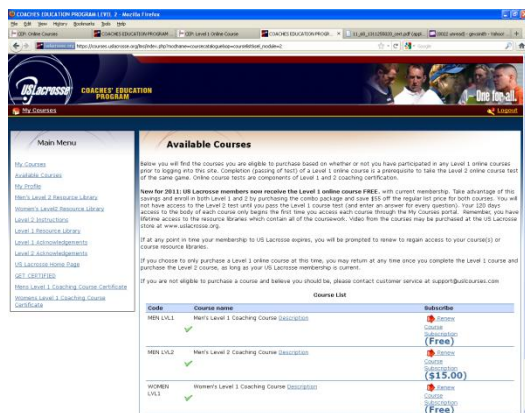 COACHES EDUCATION PROGRAM LEVEL 2 - Mozilla Firefox
File Edit View History Bookmarks Tools Help
CEP: Online Courses
COACHES EDUCATION PROGRAM...
CEP: Level 1 Online Course
COACHES EDUCATION PROGR...
US Lacrosse
COACHES' EDUCATION
PROGRAM
One for all.
My Courses
Logout
Main Menu
My Courses
Available Courses
My Profile
Men's Level 2 Resource Library
Women's Level2 Resource Library
Level 2 Instructions
Level 1 Resource Library
Level 1 Acknowledgements
Level 2 Acknowledgements
US Lacrosse Home Page
GET CERTIFIED
Mens Level 1 Coaching Course Certificate
Womens Level 1 Coaching Course
Certificate
Available Courses
Below you will find the courses you are eligible to purchase based on whether or not you have participated in any Level 1 online courses
prior to logging into this site. Completion (passing of test) of a Level 1 online course is a prerequisite to take the Level 2 online course test
of the same game. Online course tests are components of Level 1 and 2 coaching certification.
New for 2011: US Lacrosse members now receive the Level 1 online course FREE, with current membership. Take advantage of this
savings and enroll in both Level 1 and 2 by purchasing the combo package and save $55 off the regular list price for both courses. You will
not have access to the Level 2 test until you pass the Level 1 course test (and enter an answer for every question). Your 120 days
access to the body of each course only begins the first time you access each course through the My Courses portal. Remember, you have
lifetime access to the resource libraries which contain all of the coursework. Video from the courses may be purchased at the US Lacrosse
store at www.uslacrosse.org.
If at any point in time your membership to US Lacrosse expires, you will be prompted to renew to regain access to your course(s) or
course resource libraries.
If you choose to only purchase a Level 1 online course at this time, you may return at any time once you complete the Level 1 course and
purchase the Level 2 course, as long as your US Lacrosse membership is current.
If you are not eligible to purchase a course and believe you should be, please contact customer service at support@uslcourses.com
Course List
Code Course name Subscribe
MEN LVL1 Men's Level 1 Coaching Course Description Renew
Course
Subscription
(Free)
MEN LVL2 Men's Level 2 Coaching Course Description Renew
Course
Subscription
($15.00)
WOMEN Women's Level 1 Coaching Course Description Renew
LVL1 Course
Subscription
(Free)